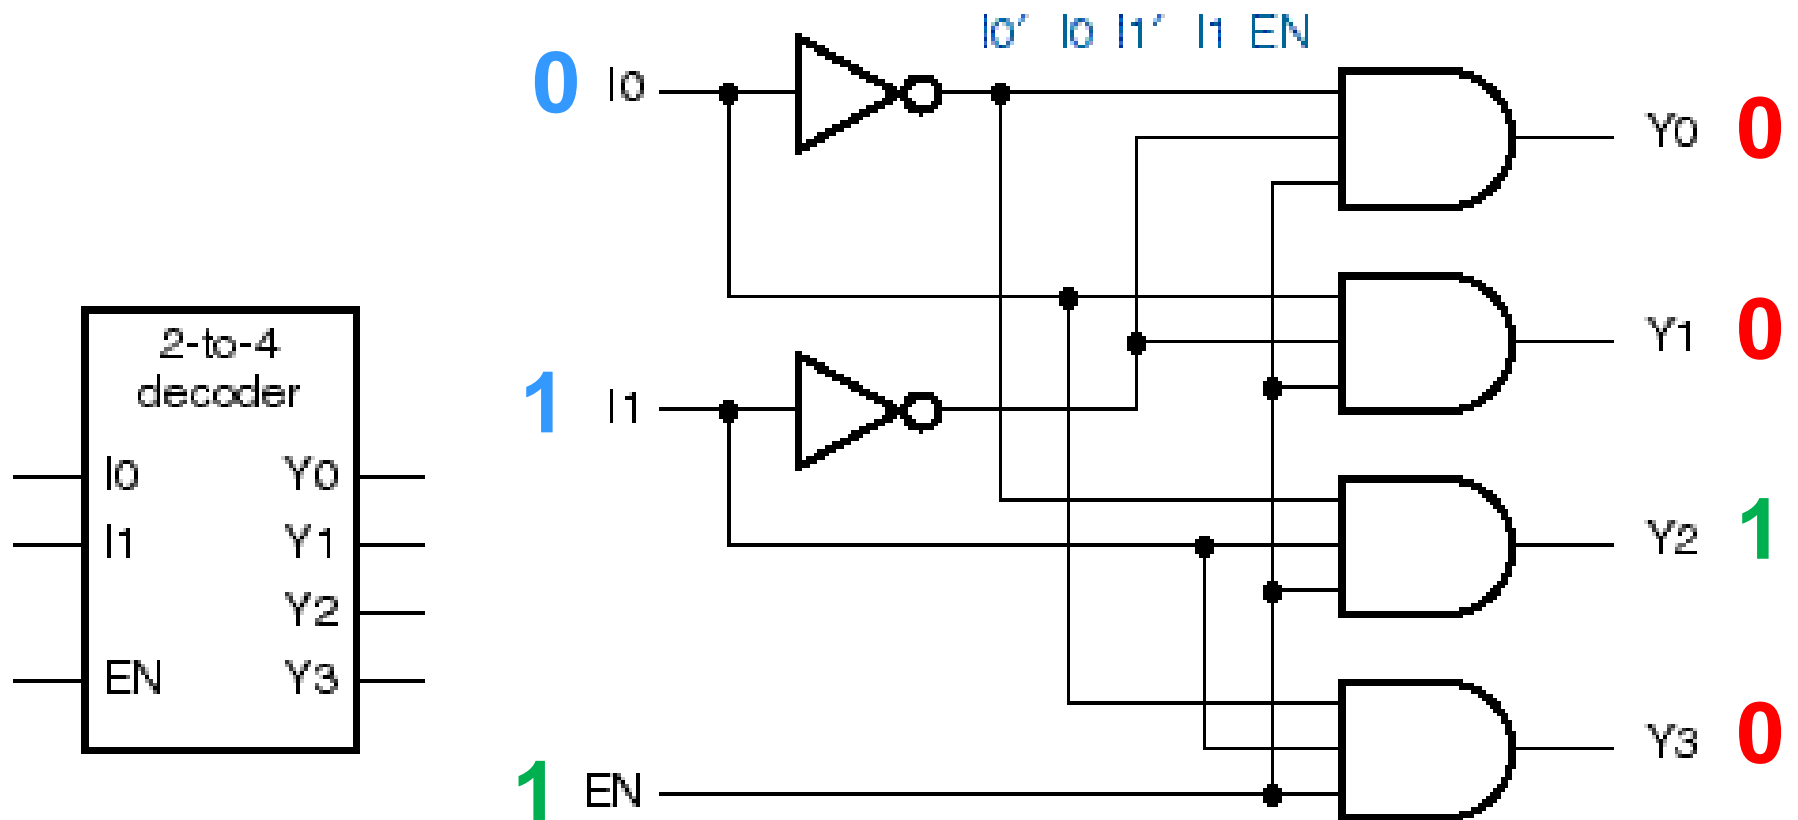 I0′ I0 I1′ I1 EN
0 I0
Y0 0
Y1 0
1 I1
2-to-4
decoder
I0 Y0
I1 Y1
Y2
EN Y3
Y2 1
Y3 0
1 EN